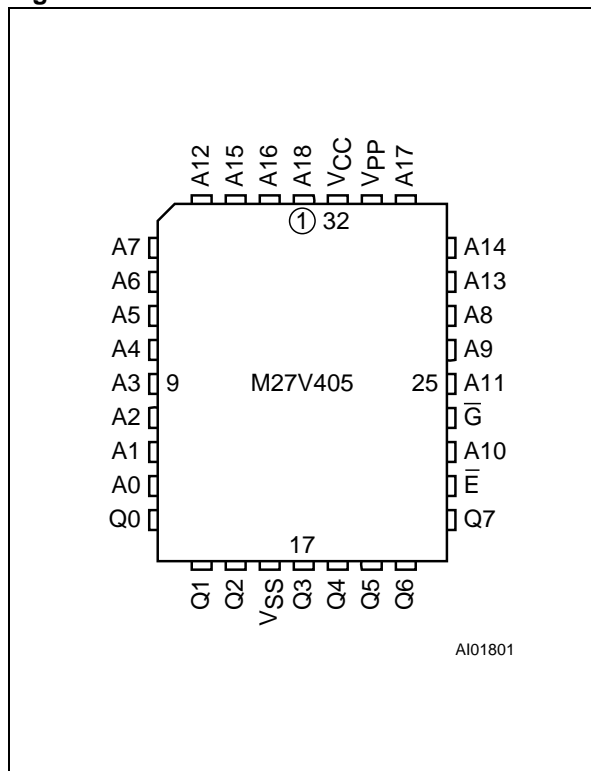 A12 A15 A16 A18 VCC VPP A17
1 32
A7 A14
A6 A13
A5 A8
A4 A9
A3 9 M27V405 25 A11
A2 G̅
A1 A10
A0 E̅
Q0 Q7
17
Q1 Q2 VSS Q3 Q4 Q5 Q6
AI01801